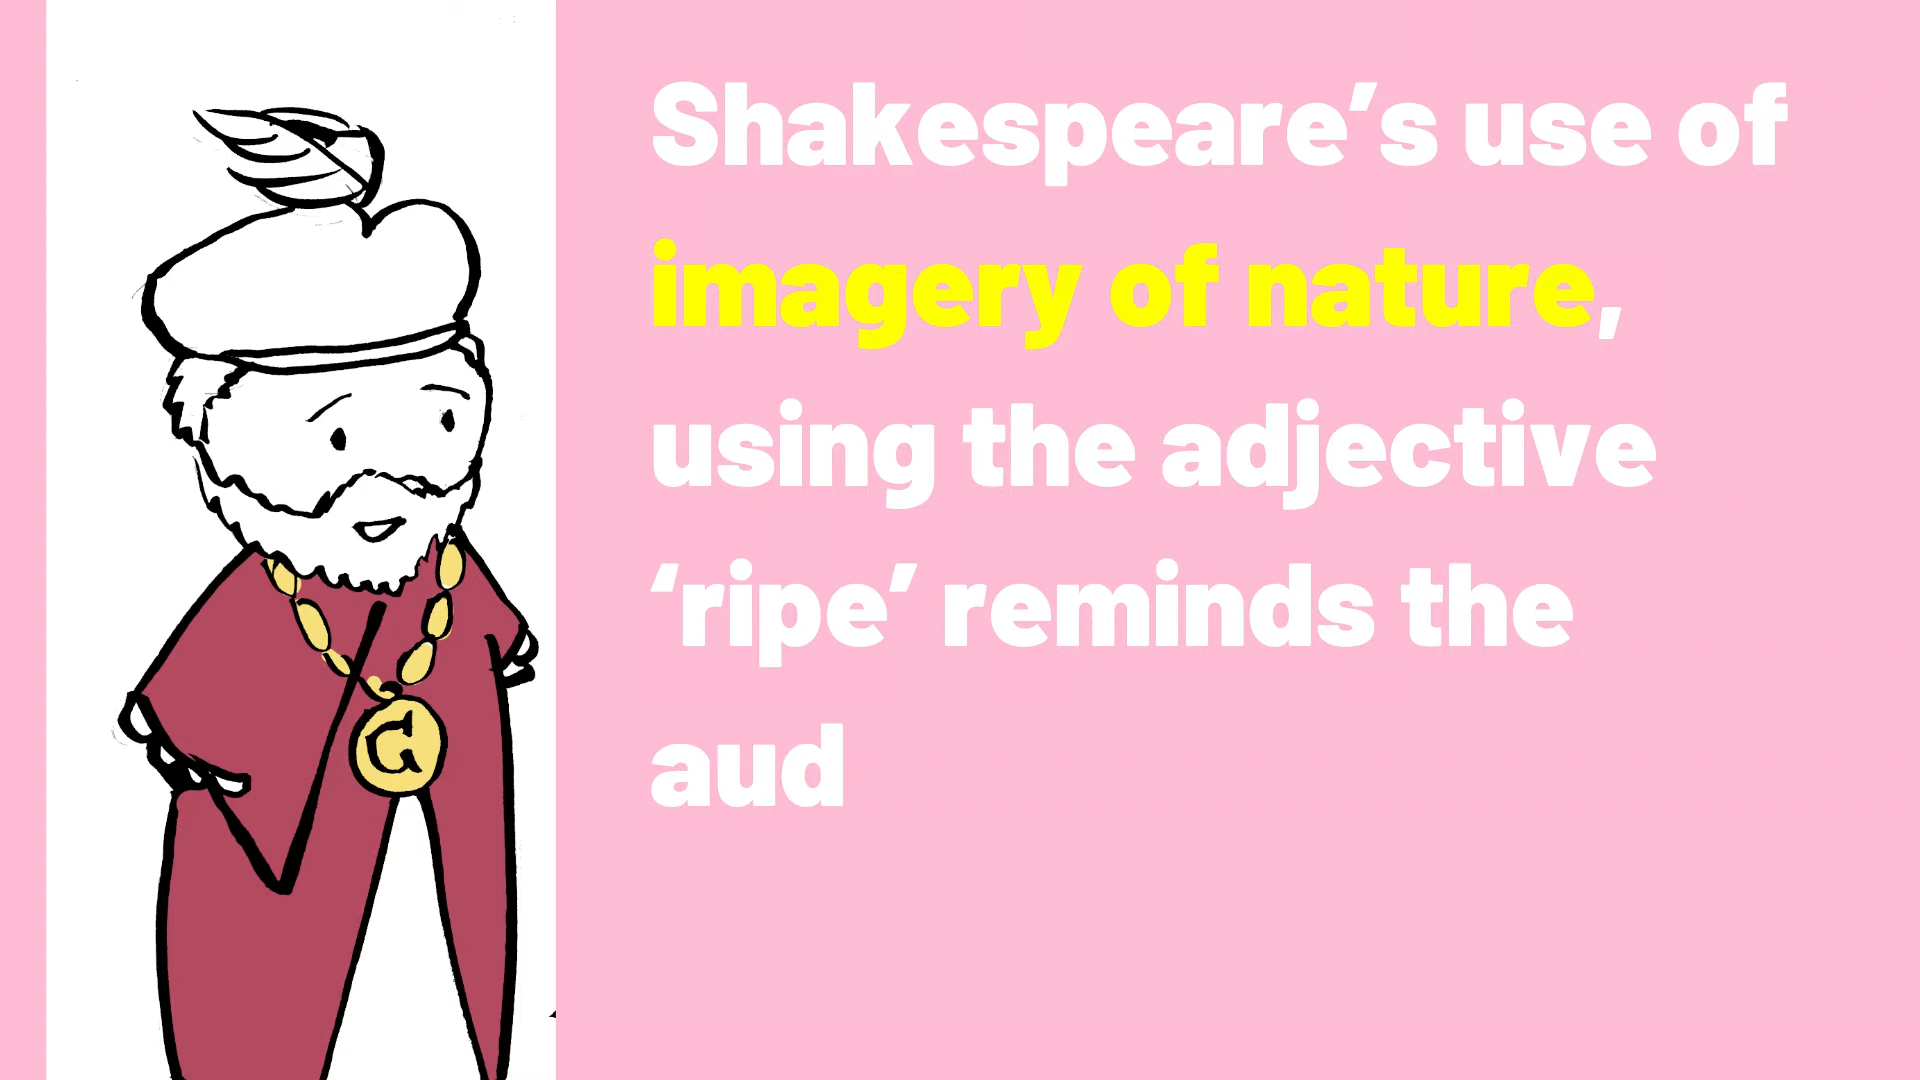 Shakespeare’s use of
imagery of nature,
using the adjective
‘ripe’ reminds the
aud
G